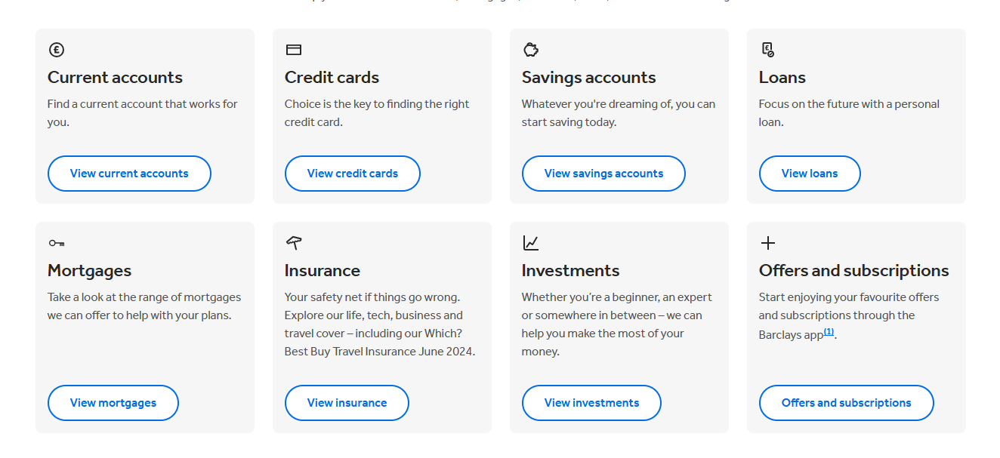 Current accounts
Find a current account that works for
you.
View current accounts
Credit cards
Choice is the key to finding the right
credit card.
View credit cards
Savings accounts
Whatever you're dreaming of, you can
start saving today.
View savings accounts
Loans
Focus on the future with a personal
loan.
View loans
Mortgages
Take a look at the range of mortgages
we can offer to help with your plans.
View mortgages
Insurance
Your safety net if things go wrong.
Explore our life, tech, business and
travel cover – including our Which?
Best Buy Travel Insurance June 2024.
View insurance
Investments
Whether you’re a beginner, an expert
or somewhere in between – we can
help you make the most of your
money.
View investments
Offers and subscriptions
Start enjoying your favourite offers
and subscriptions through the
Barclays app(1).
Offers and subscriptions